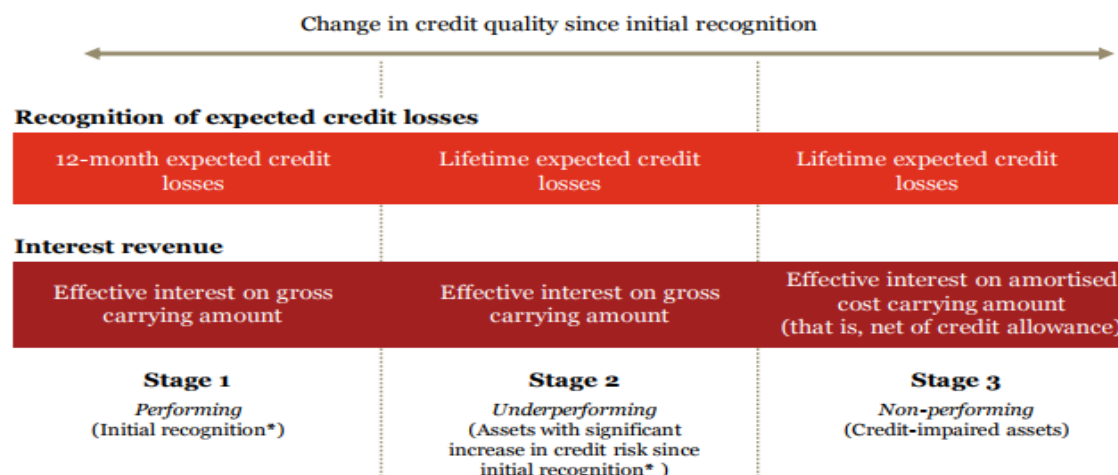 Change in credit quality since initial recognition
Recognition of expected credit losses
12-month expected credit
losses
Lifetime expected credit
losses
Lifetime expected credit
losses
Interest revenue
Effective interest on gross
carrying amount
Effective interest on gross
carrying amount
Effective interest on amortised
cost carrying amount
(that is, net of credit allowance)
Stage 1
Performing
(Initial recognition*)
Stage 2
Underperforming
(Assets with significant
increase in credit risk since
initial recognition* )
Stage 3
Non-performing
(Credit-impaired assets)